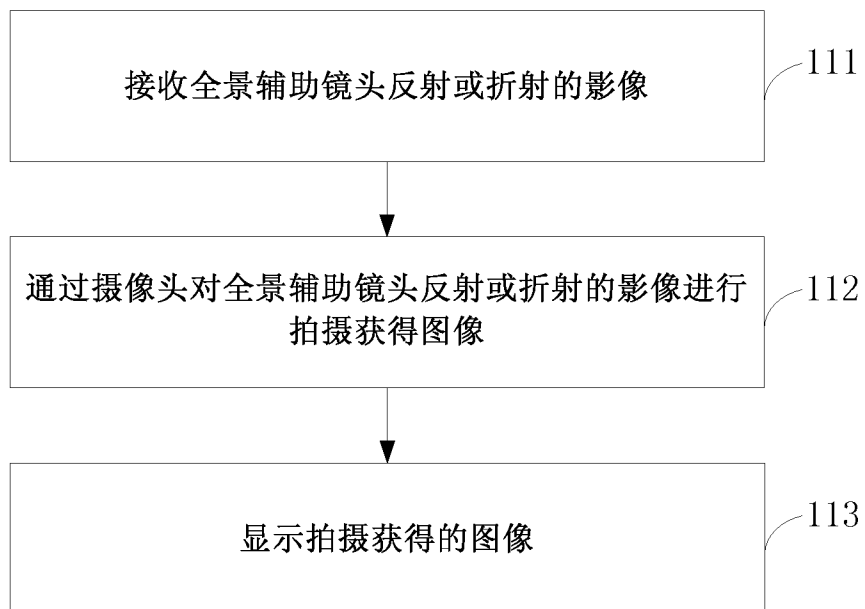 接收全景辅助镜头反射或折射的影像
111
通过摄像头对全景辅助镜头反射或折射的影像进行
拍摄获得图像
112
显示拍摄获得的图像
113